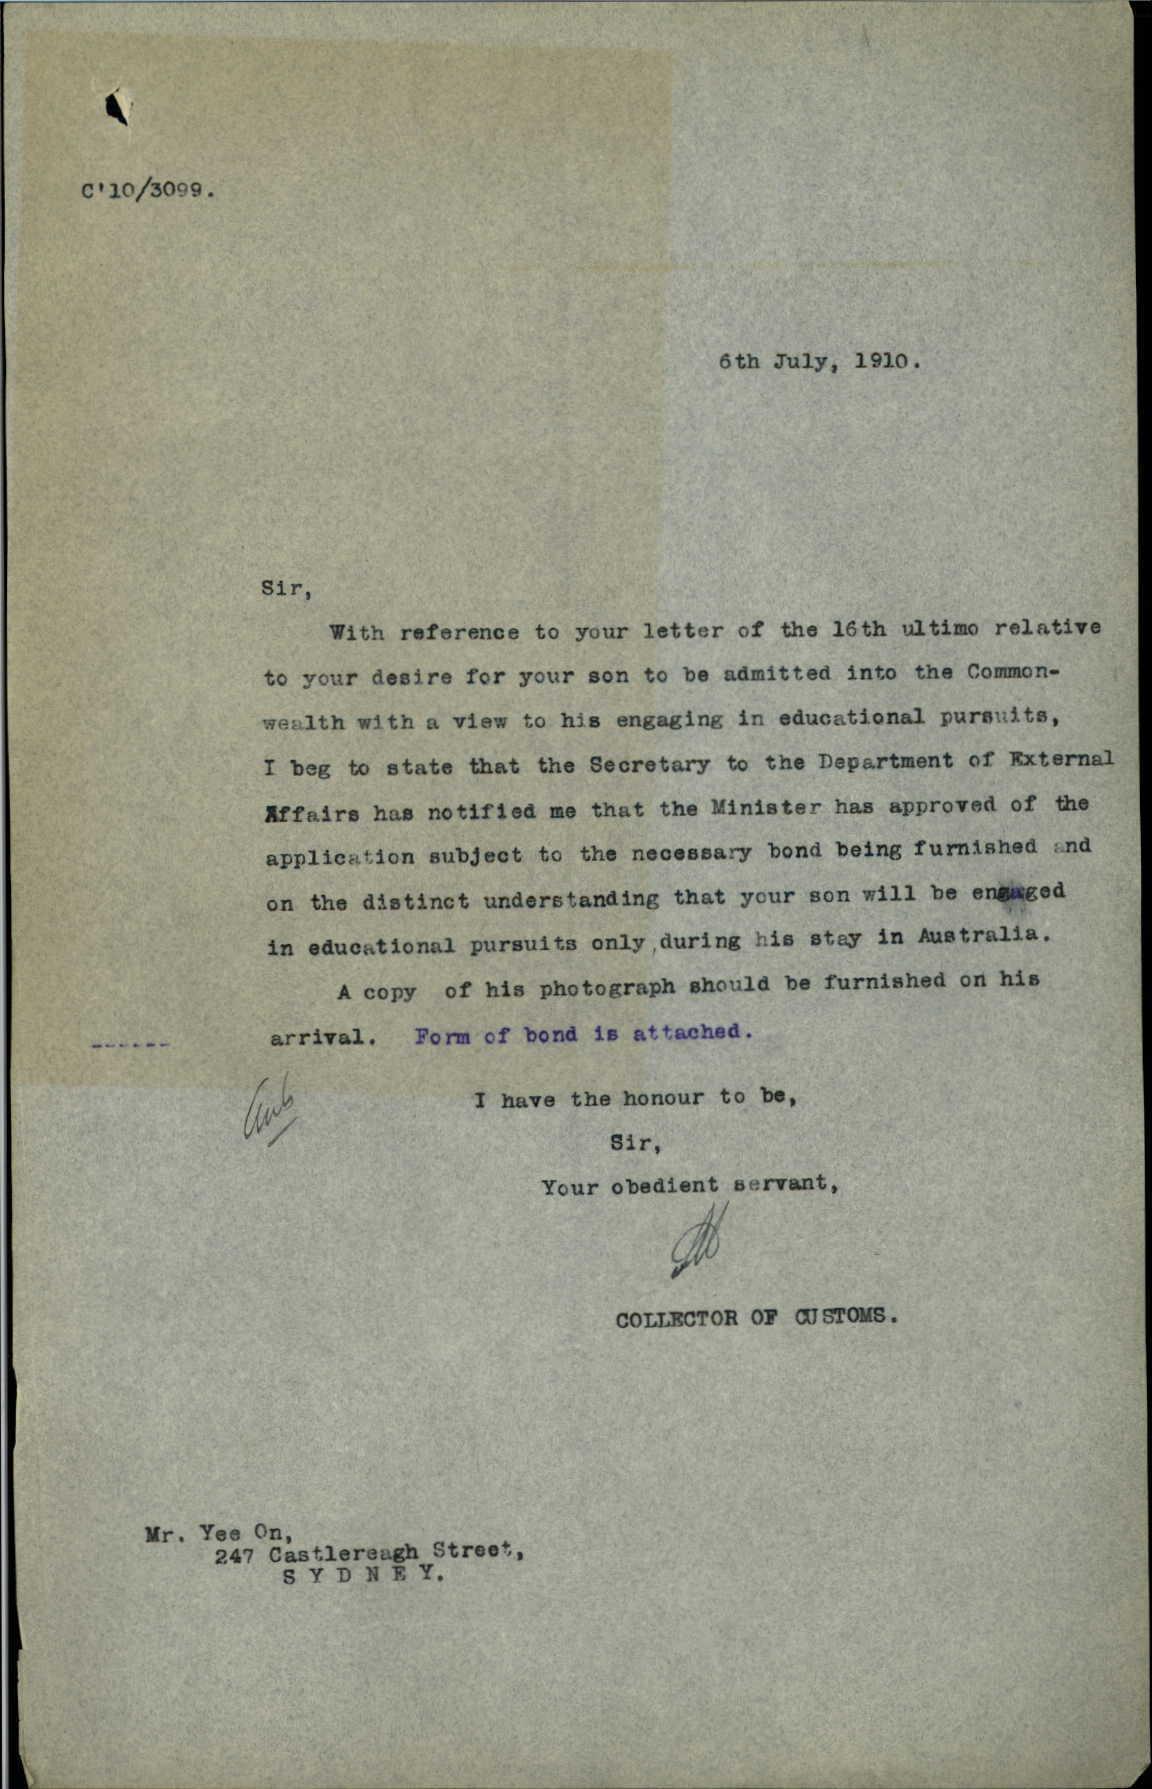 C'10/3099.
6th July, 1910.
Sir,
With reference to your letter of the 16th ultimo relative
to your desire for your son to be admitted into the Common-
wealth with a view to his engaging in educational pursuits,
I beg to state that the Secretary to the Department of External
Affairs has notified me that the Minister has approved of the
application subject to the necessary bond being furnished and
on the distinct understanding that your son will be engaged
in educational pursuits only,during his stay in Australia.
A copy of his photograph should be furnished on his
------ arrival. Form of bond is attached.
I have the honour to be,
Sir,
Your obedient servant,
COLLECTOR OF CUSTOMS.
Mr. Yee On,
247 Castlereagh Street,
S Y D N E Y.